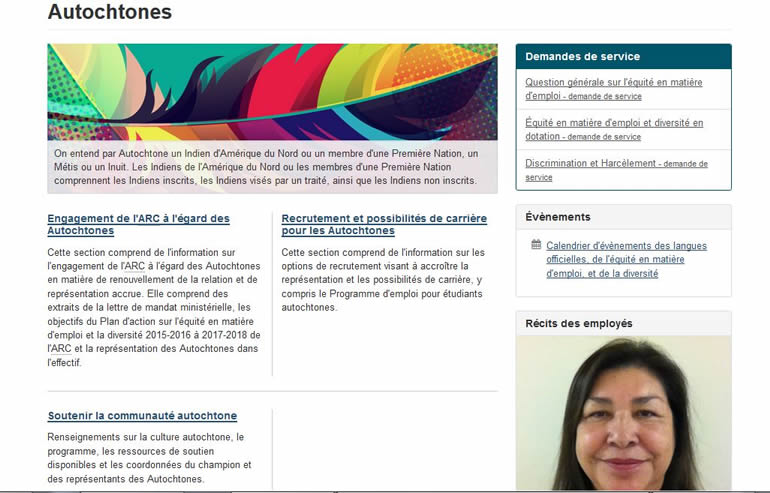 Autochtones
On entend par Autochtone un Indien d'Amérique du Nord ou un membre d'une Première Nation, un
Métis ou un Inuit. Les Indiens de l'Amérique du Nord ou les membres d'une Première Nation
comprennent les Indiens inscrits, les Indiens visés par un traité, ainsi que les Indiens non inscrits.
Engagement de l'ARC à l'égard des
Autochtones
Cette section comprend de l'information sur
l'engagement de l'ARC à l'égard des Autochtones
en matière de renouvellement de la relation et de
représentation accrue. Elle comprend des
extraits de la lettre de mandat ministérielle, les
objectifs du Plan d'action sur l'équité en matière
d'emploi et la diversité 2015-2016 à 2017-2018 de
l'ARC et la représentation des Autochtones dans
l'effectif.
Recrutement et possibilités de carrière
pour les Autochtones
Cette section comprend de l'information sur les
options de recrutement visant à accroître la
représentation et les possibilités de carrière, y
compris le Programme d'emploi pour étudiants
autochtones.
Soutenir la communauté autochtone
Renseignements sur la culture autochtone, le
programme, les ressources de soutien
disponibles et les coordonnées du champion et
des représentants des Autochtones.
Demandes de service
Question générale sur l'équité en matière
d'emploi - demande de service
Équité en matière d'emploi et diversité en
dotation - demande de service
Discrimination et Harcèlement - demande de
service
Évènements
Calendrier d'évènements des langues
officielles, de l'équité en matière
d'emploi, et de la diversité
Récits des employés